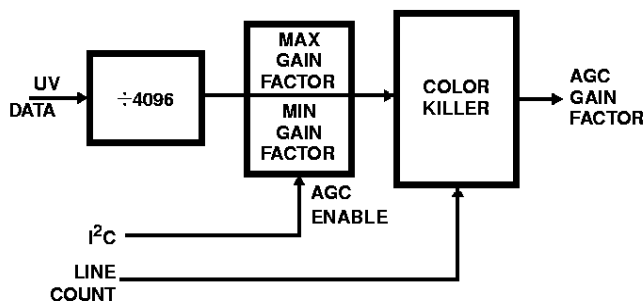 UV
DATA
÷4096
MAX
GAIN
FACTOR
MIN
GAIN
FACTOR
COLOR
KILLER
AGC
GAIN
FACTOR
AGC
ENABLE
I²C
LINE
COUNT